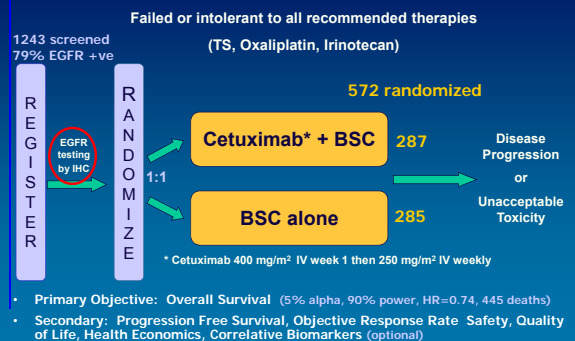 Failed or intolerant to all recommended therapies
(TS, Oxaliplatin, Irinotecan)
1243 screened
79% EGFR +ve
572 randomized
REGISTER
EGFR
testing
by IHC
RANDOMIZE
1:1
Cetuximab* + BSC
287
BSC alone
285
Disease
Progression
or
Unacceptable
Toxicity
* Cetuximab 400 mg/m² IV week 1 then 250 mg/m² IV weekly
• Primary Objective: Overall Survival (5% alpha, 90% power, HR=0.74, 445 deaths)
• Secondary: Progression Free Survival, Objective Response Rate Safety, Quality
of Life, Health Economics, Correlative Biomarkers (optional)